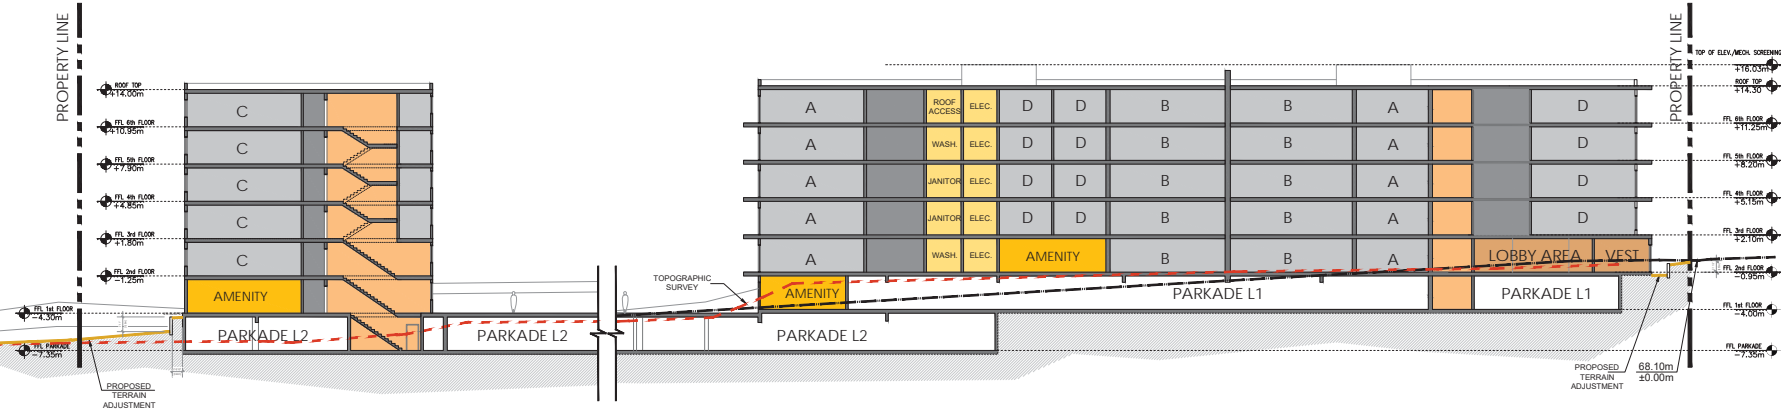 PROPERTY LINE
ROOF TOP
+14.00m
FFL 6th FLOOR
+10.95m
FFL 5th FLOOR
+7.90m
FFL 4th FLOOR
+4.85m
FFL 3rd FLOOR
+1.80m
FFL 2nd FLOOR
-1.25m
FFL 1st FLOOR
-4.30m
FFL PARKADE
-7.35m
PROPOSED
TERRAIN
ADJUSTMENT
C
C
C
C
C
AMENITY
PARKADE L2
PARKADE L2
PARKADE L2
TOPOGRAPHIC
SURVEY
A
ROOF
ACCESS
ELEC.
D
D
B
B
A
D
A
WASH.
ELEC.
D
D
B
B
A
D
A
JANITOR
ELEC.
D
D
B
B
A
D
A
JANITOR
ELEC.
D
D
B
B
A
D
A
WASH.
ELEC.
AMENITY
B
B
A
LOBBY AREA
VEST
AMENITY
PARKADE L1
PARKADE L1
PROPERTY LINE
TOP OF ELEV./MECH. SCREENING
+16.03m
ROOF TOP
+14.30
FFL 6th FLOOR
+11.25m
FFL 5th FLOOR
+8.20m
FFL 4th FLOOR
+5.15m
FFL 3rd FLOOR
+2.10m
FFL 2nd FLOOR
-0.95m
FFL 1st FLOOR
-4.00m
FFL PARKADE
-7.35m
PROPOSED
TERRAIN
ADJUSTMENT
68.10m
±0.00m